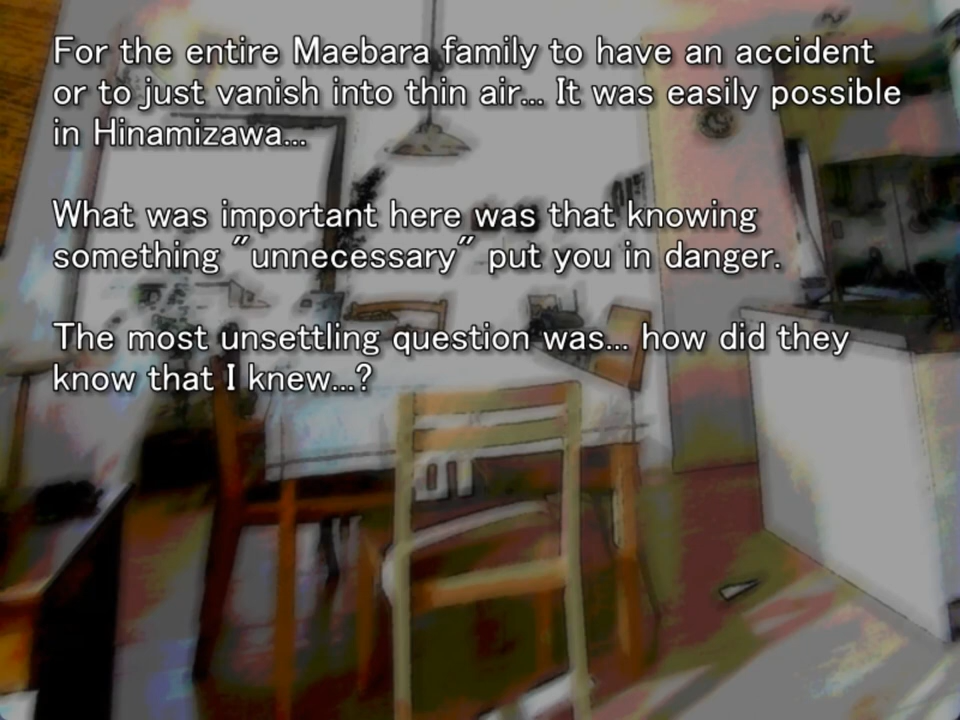 For the entire Maebara family to have an accident
or to just vanish into thin air... It was easily possible
in Hinamizawa...
What was important here was that knowing
something "unnecessary" put you in danger.
The most unsettling question was... how did they
know that I knew...?